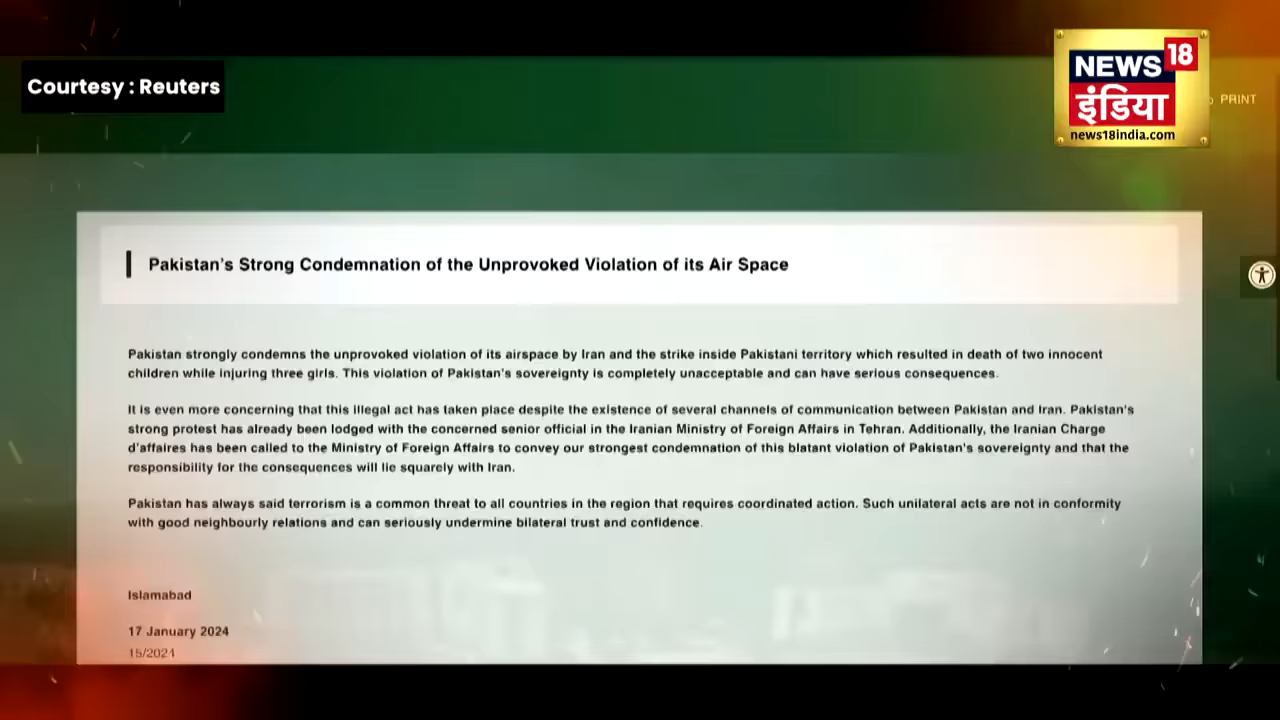 Courtesy : Reuters
NEWS 18
इंडिया
news18india.com
PRINT
Pakistan's Strong Condemnation of the Unprovoked Violation of its Air Space
Pakistan strongly condemns the unprovoked violation of its airspace by Iran and the strike inside Pakistani territory which resulted in death of two innocent
children while injuring three girls. This violation of Pakistan's sovereignty is completely unacceptable and can have serious consequences.
It is even more concerning that this illegal act has taken place despite the existence of several channels of communication between Pakistan and Iran. Pakistan's
strong protest has already been lodged with the concerned senior official in the Iranian Ministry of Foreign Affairs in Tehran. Additionally, the Iranian Charge
d'affaires has been called to the Ministry of Foreign Affairs to convey our strongest condemnation of this blatant violation of Pakistan's sovereignty and that the
responsibility for the consequences will lie squarely with Iran.
Pakistan has always said terrorism is a common threat to all countries in the region that requires coordinated action. Such unilateral acts are not in conformity
with good neighbourly relations and can seriously undermine bilateral trust and confidence.
Islamabad
17 January 2024
15/2024